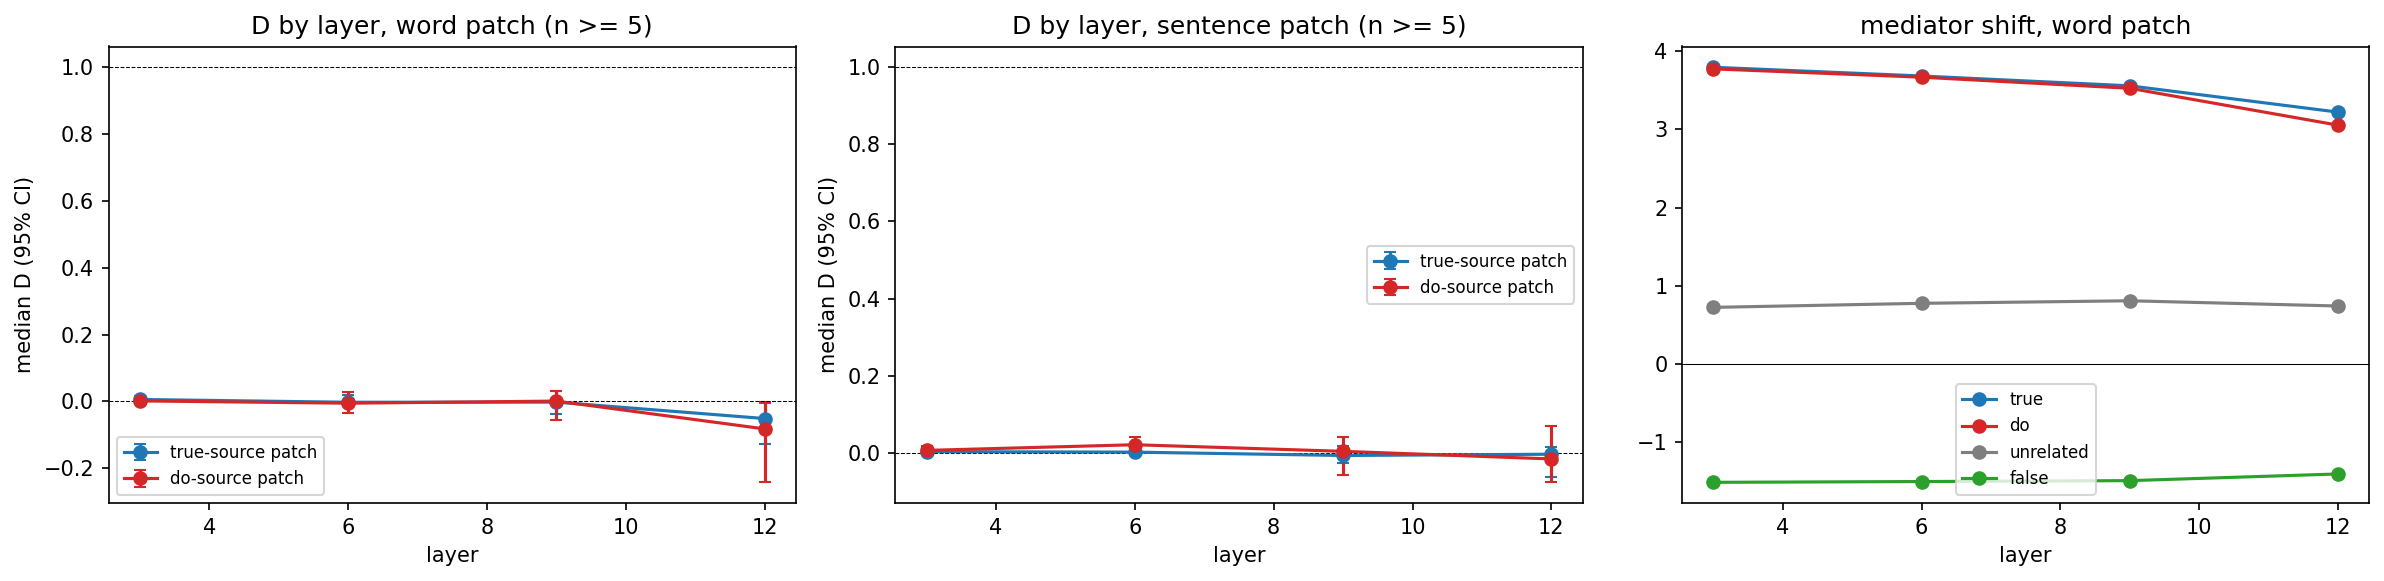 D by layer, word patch (n >= 5)
median D (95% CI)
1.0
0.8
0.6
0.4
0.2
0.0
−0.2
true-source patch
do-source patch
4
6
8
10
12
layer
D by layer, sentence patch (n >= 5)
median D (95% CI)
1.0
0.8
0.6
0.4
0.2
0.0
true-source patch
do-source patch
4
6
8
10
12
layer
mediator shift, word patch
4
3
2
1
0
−1
true
do
unrelated
false
4
6
8
10
12
layer